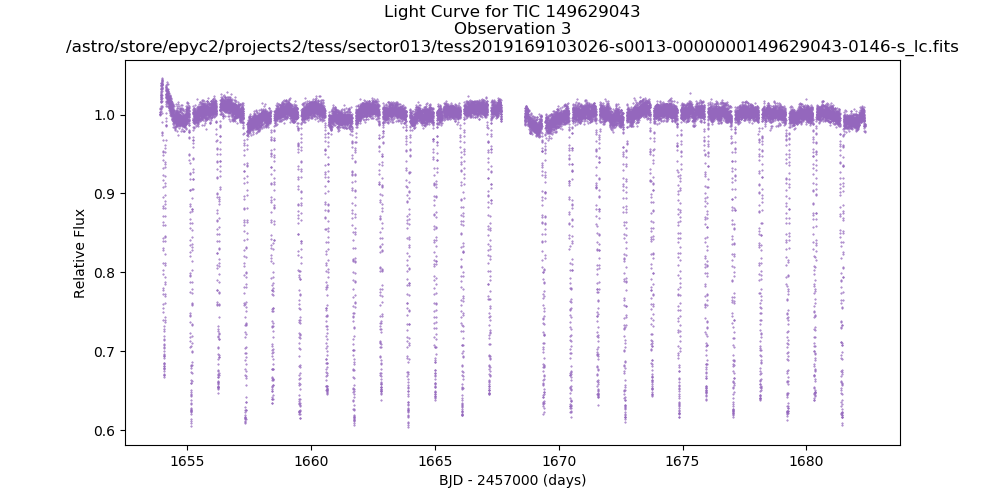 Light Curve for TIC 149629043
Observation 3
/astro/store/epyc2/projects2/tess/sector013/tess2019169103026-s0013-0000000149629043-0146-s_lc.fits
1.0
0.9
0.8
0.7
0.6
Relative Flux
1655
1660
1665
1670
1675
1680
BJD - 2457000 (days)